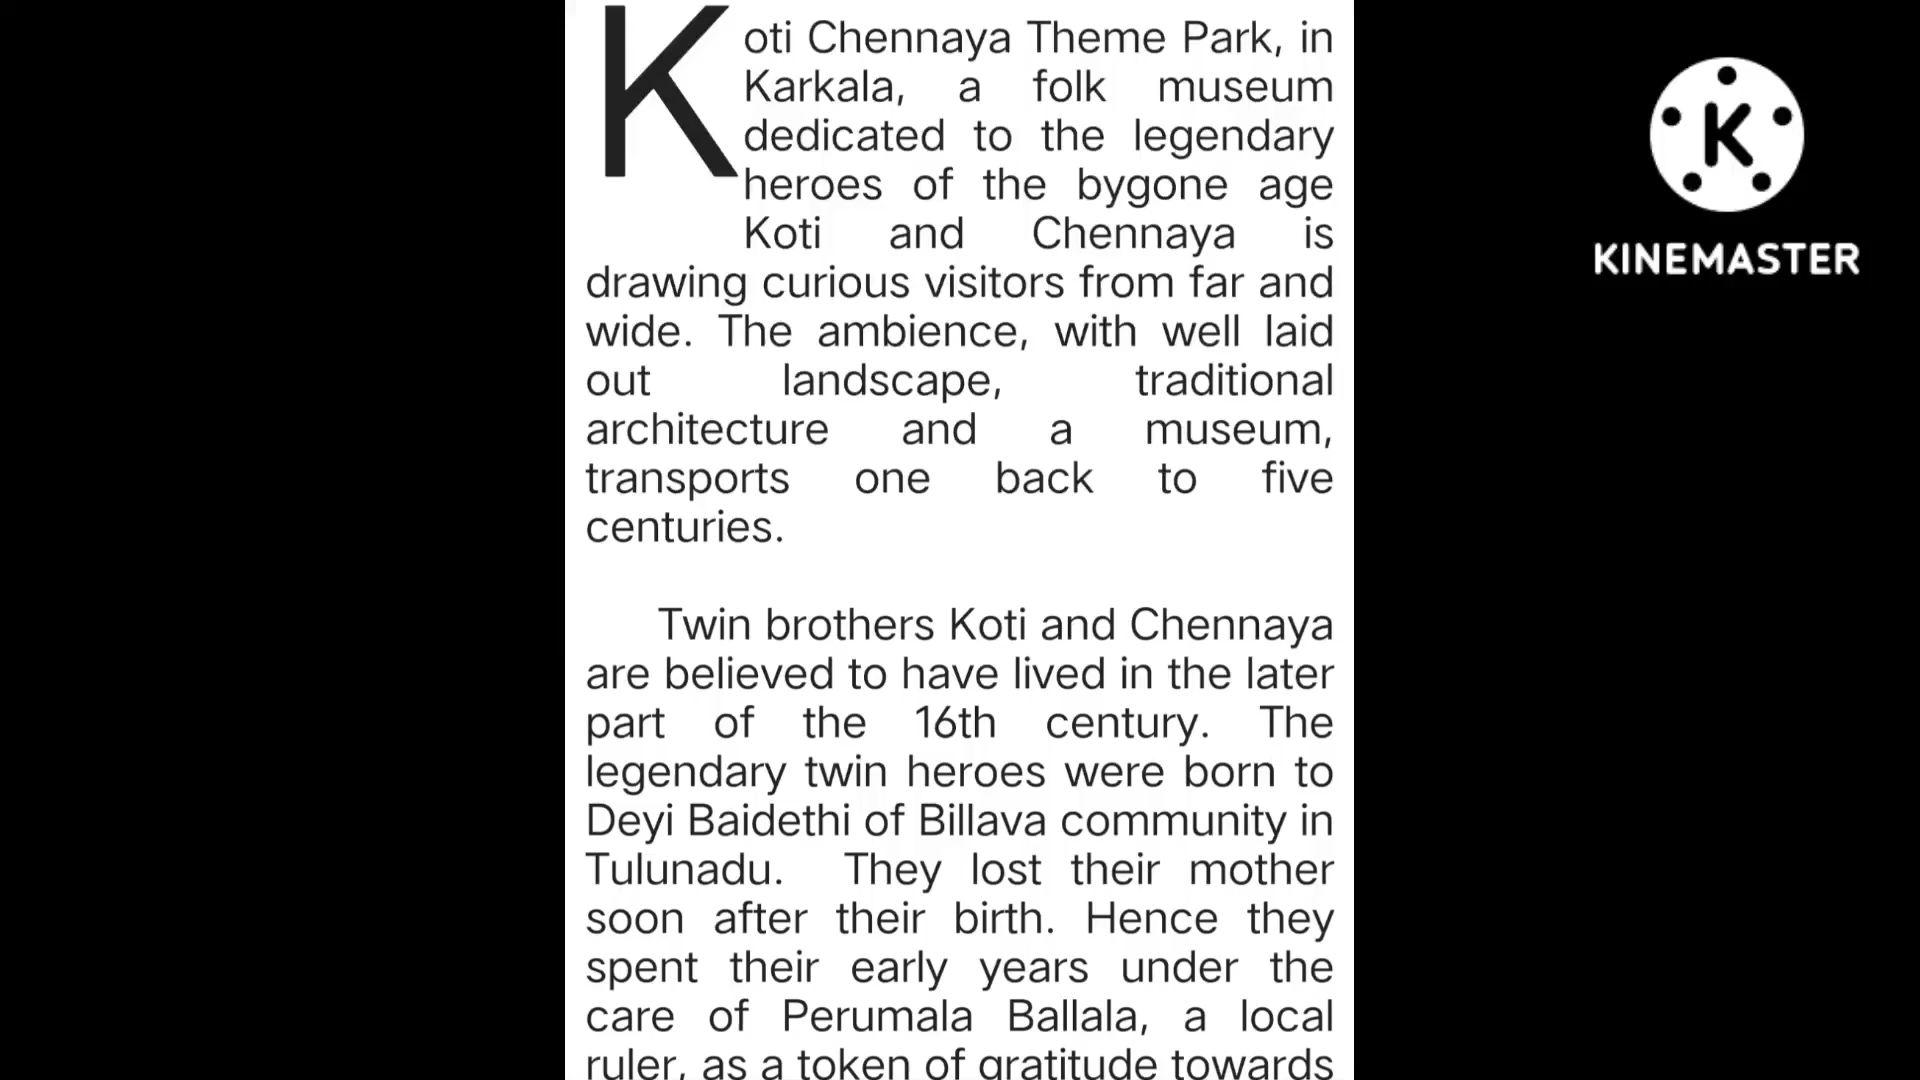 Koti Chennaya Theme Park, in
Karkala, a folk museum
dedicated to the legendary
heroes of the bygone age
Koti and Chennaya is
drawing curious visitors from far and
wide. The ambience, with well laid
out landscape, traditional
architecture and a museum,
transports one back to five
centuries.
Twin brothers Koti and Chennaya
are believed to have lived in the later
part of the 16th century. The
legendary twin heroes were born to
Deyi Baidethi of Billava community in
Tulunadu. They lost their mother
soon after their birth. Hence they
spent their early years under the
care of Perumala Ballala, a local
ruler, as a token of gratitude towards
K
KINEMASTER